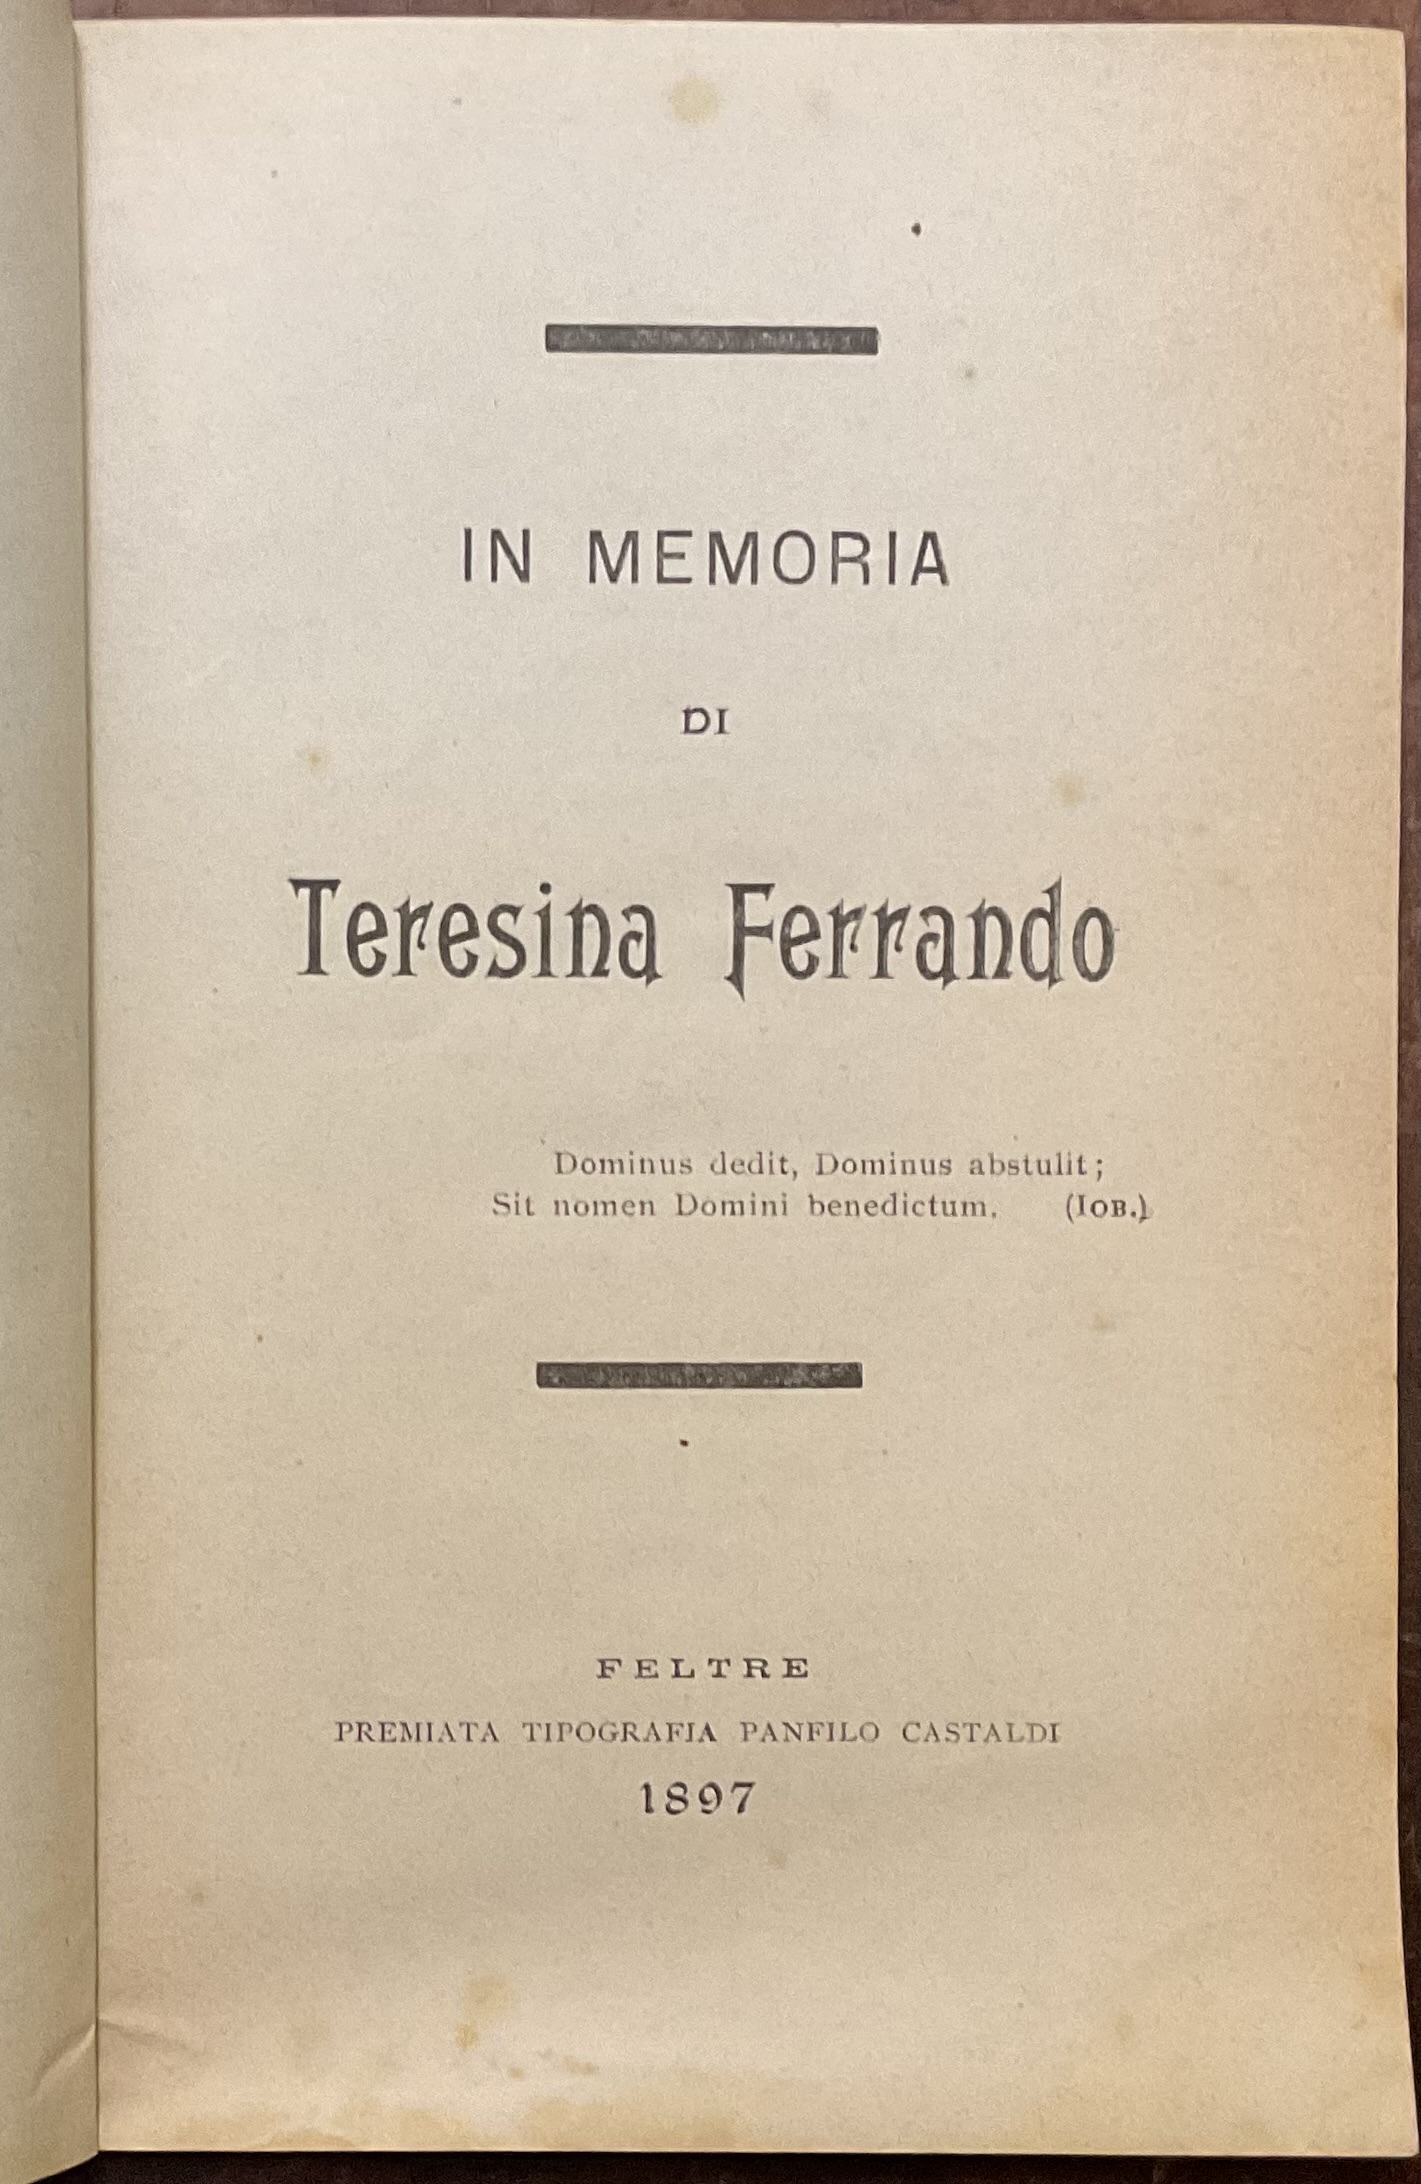 IN MEMORIA
DI
Teresina Ferrando
Dominus dedit, Dominus abstulit;
Sit nomen Domini benedictum. (IOB.)
FELTRE
PREMIATA TIPOGRAFIA PANFILO CASTALDI
1897